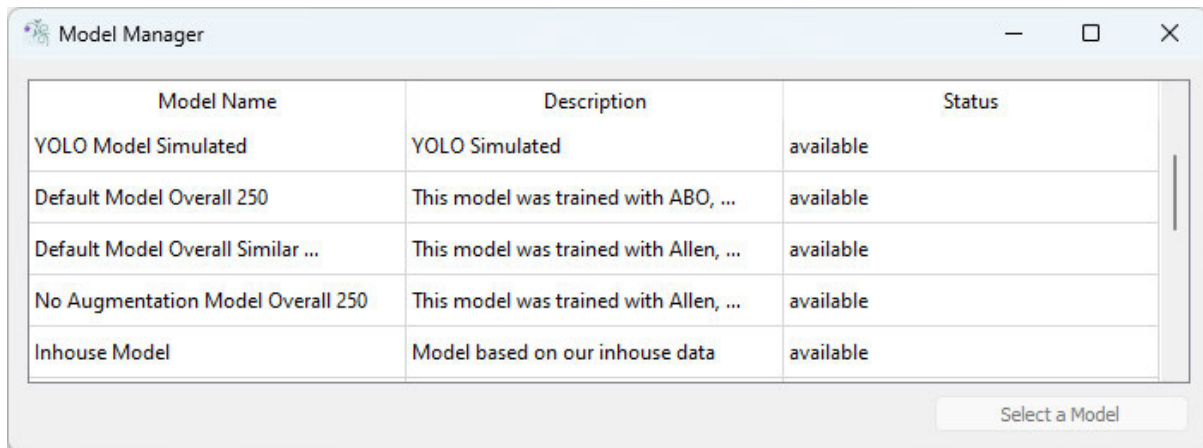 Model Manager
Model Name Description Status
YOLO Model Simulated YOLO Simulated available
Default Model Overall 250 This model was trained with ABO, ... available
Default Model Overall Similar ... This model was trained with Allen, ... available
No Augmentation Model Overall 250 This model was trained with Allen, ... available
Inhouse Model Model based on our inhouse data available
Select a Model